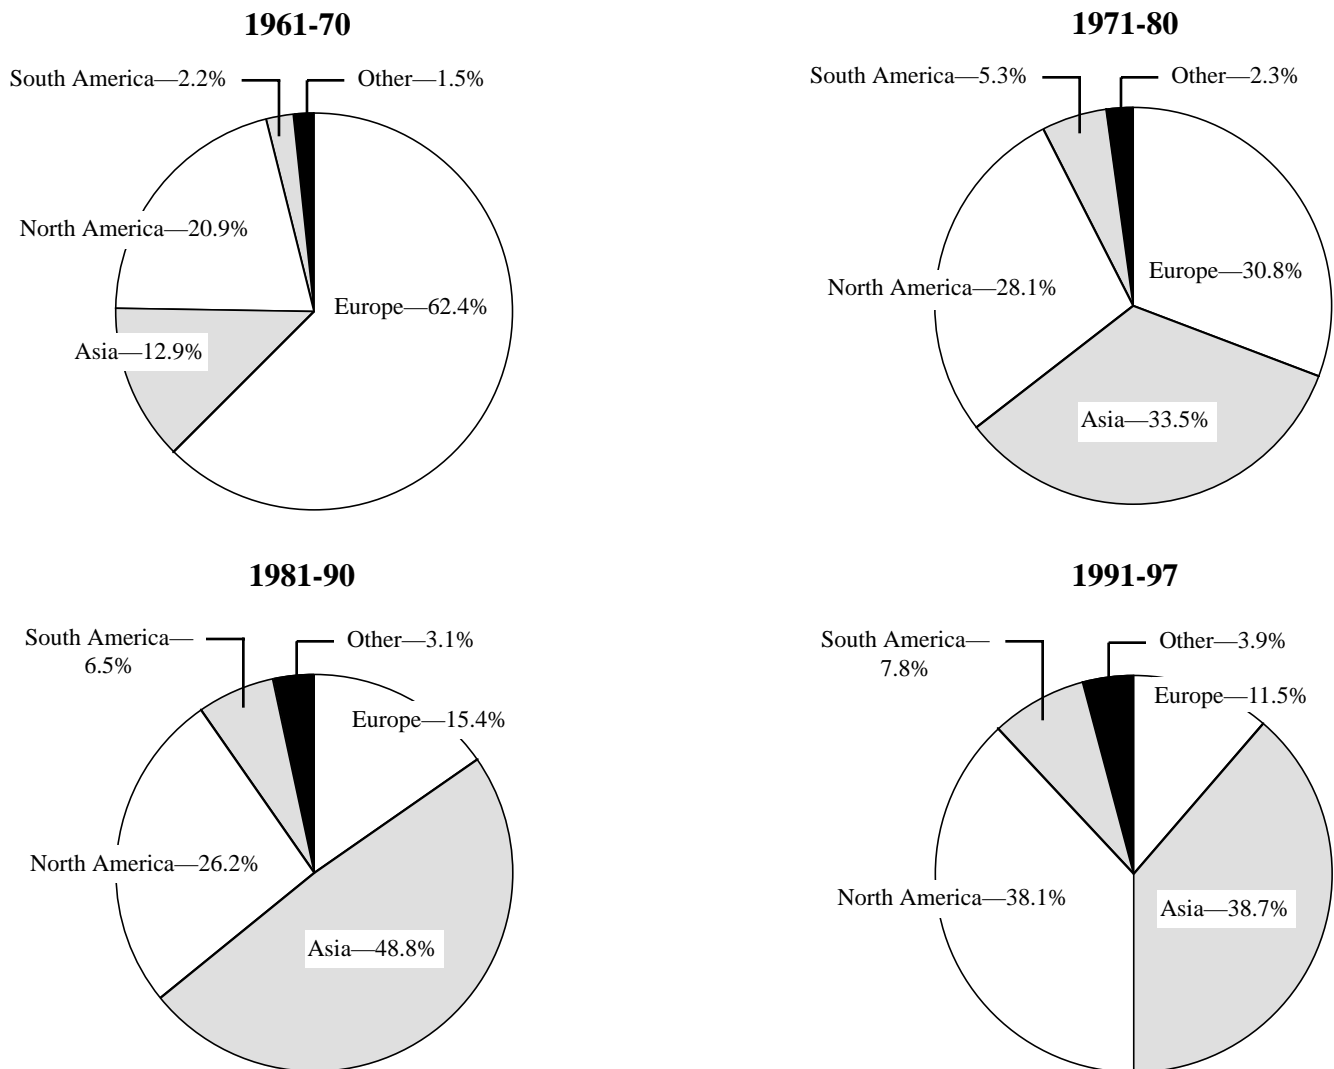 1961-70
South America—2.2%
Other—1.5%
North America—20.9%
Europe—62.4%
Asia—12.9%
1971-80
South America—5.3%
Other—2.3%
Europe—30.8%
North America—28.1%
Asia—33.5%
1981-90
South America—
6.5%
Other—3.1%
Europe—15.4%
North America—26.2%
Asia—48.8%
1991-97
South America—
7.8%
Other—3.9%
Europe—11.5%
North America—38.1%
Asia—38.7%